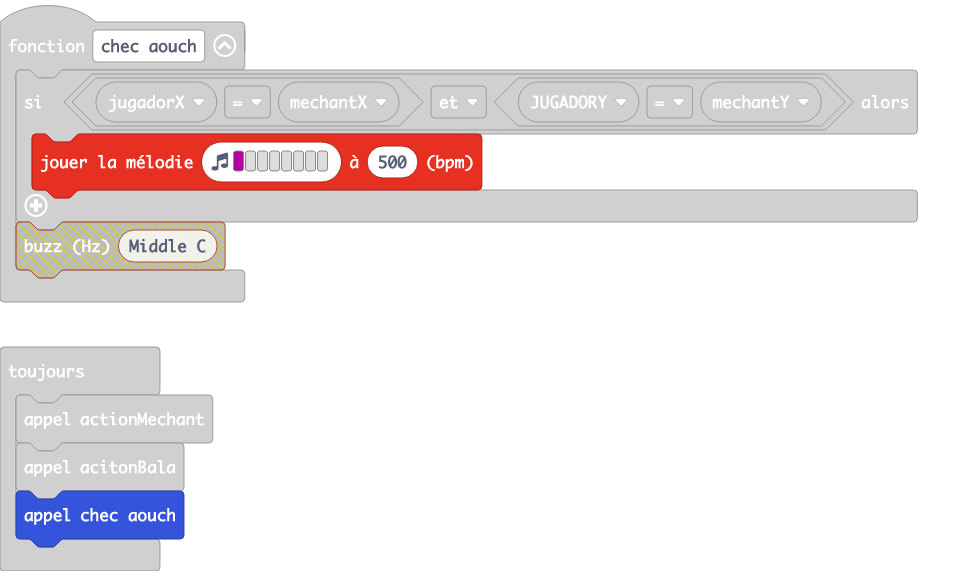 fonction chec aouch
si jugadorX = mechantX et JUGADORY = mechantY alors
jouer la mélodie à 500 (bpm)
buzz (Hz) Middle C
toujours
appel actionMechant
appel acitonBala
appel chec aouch